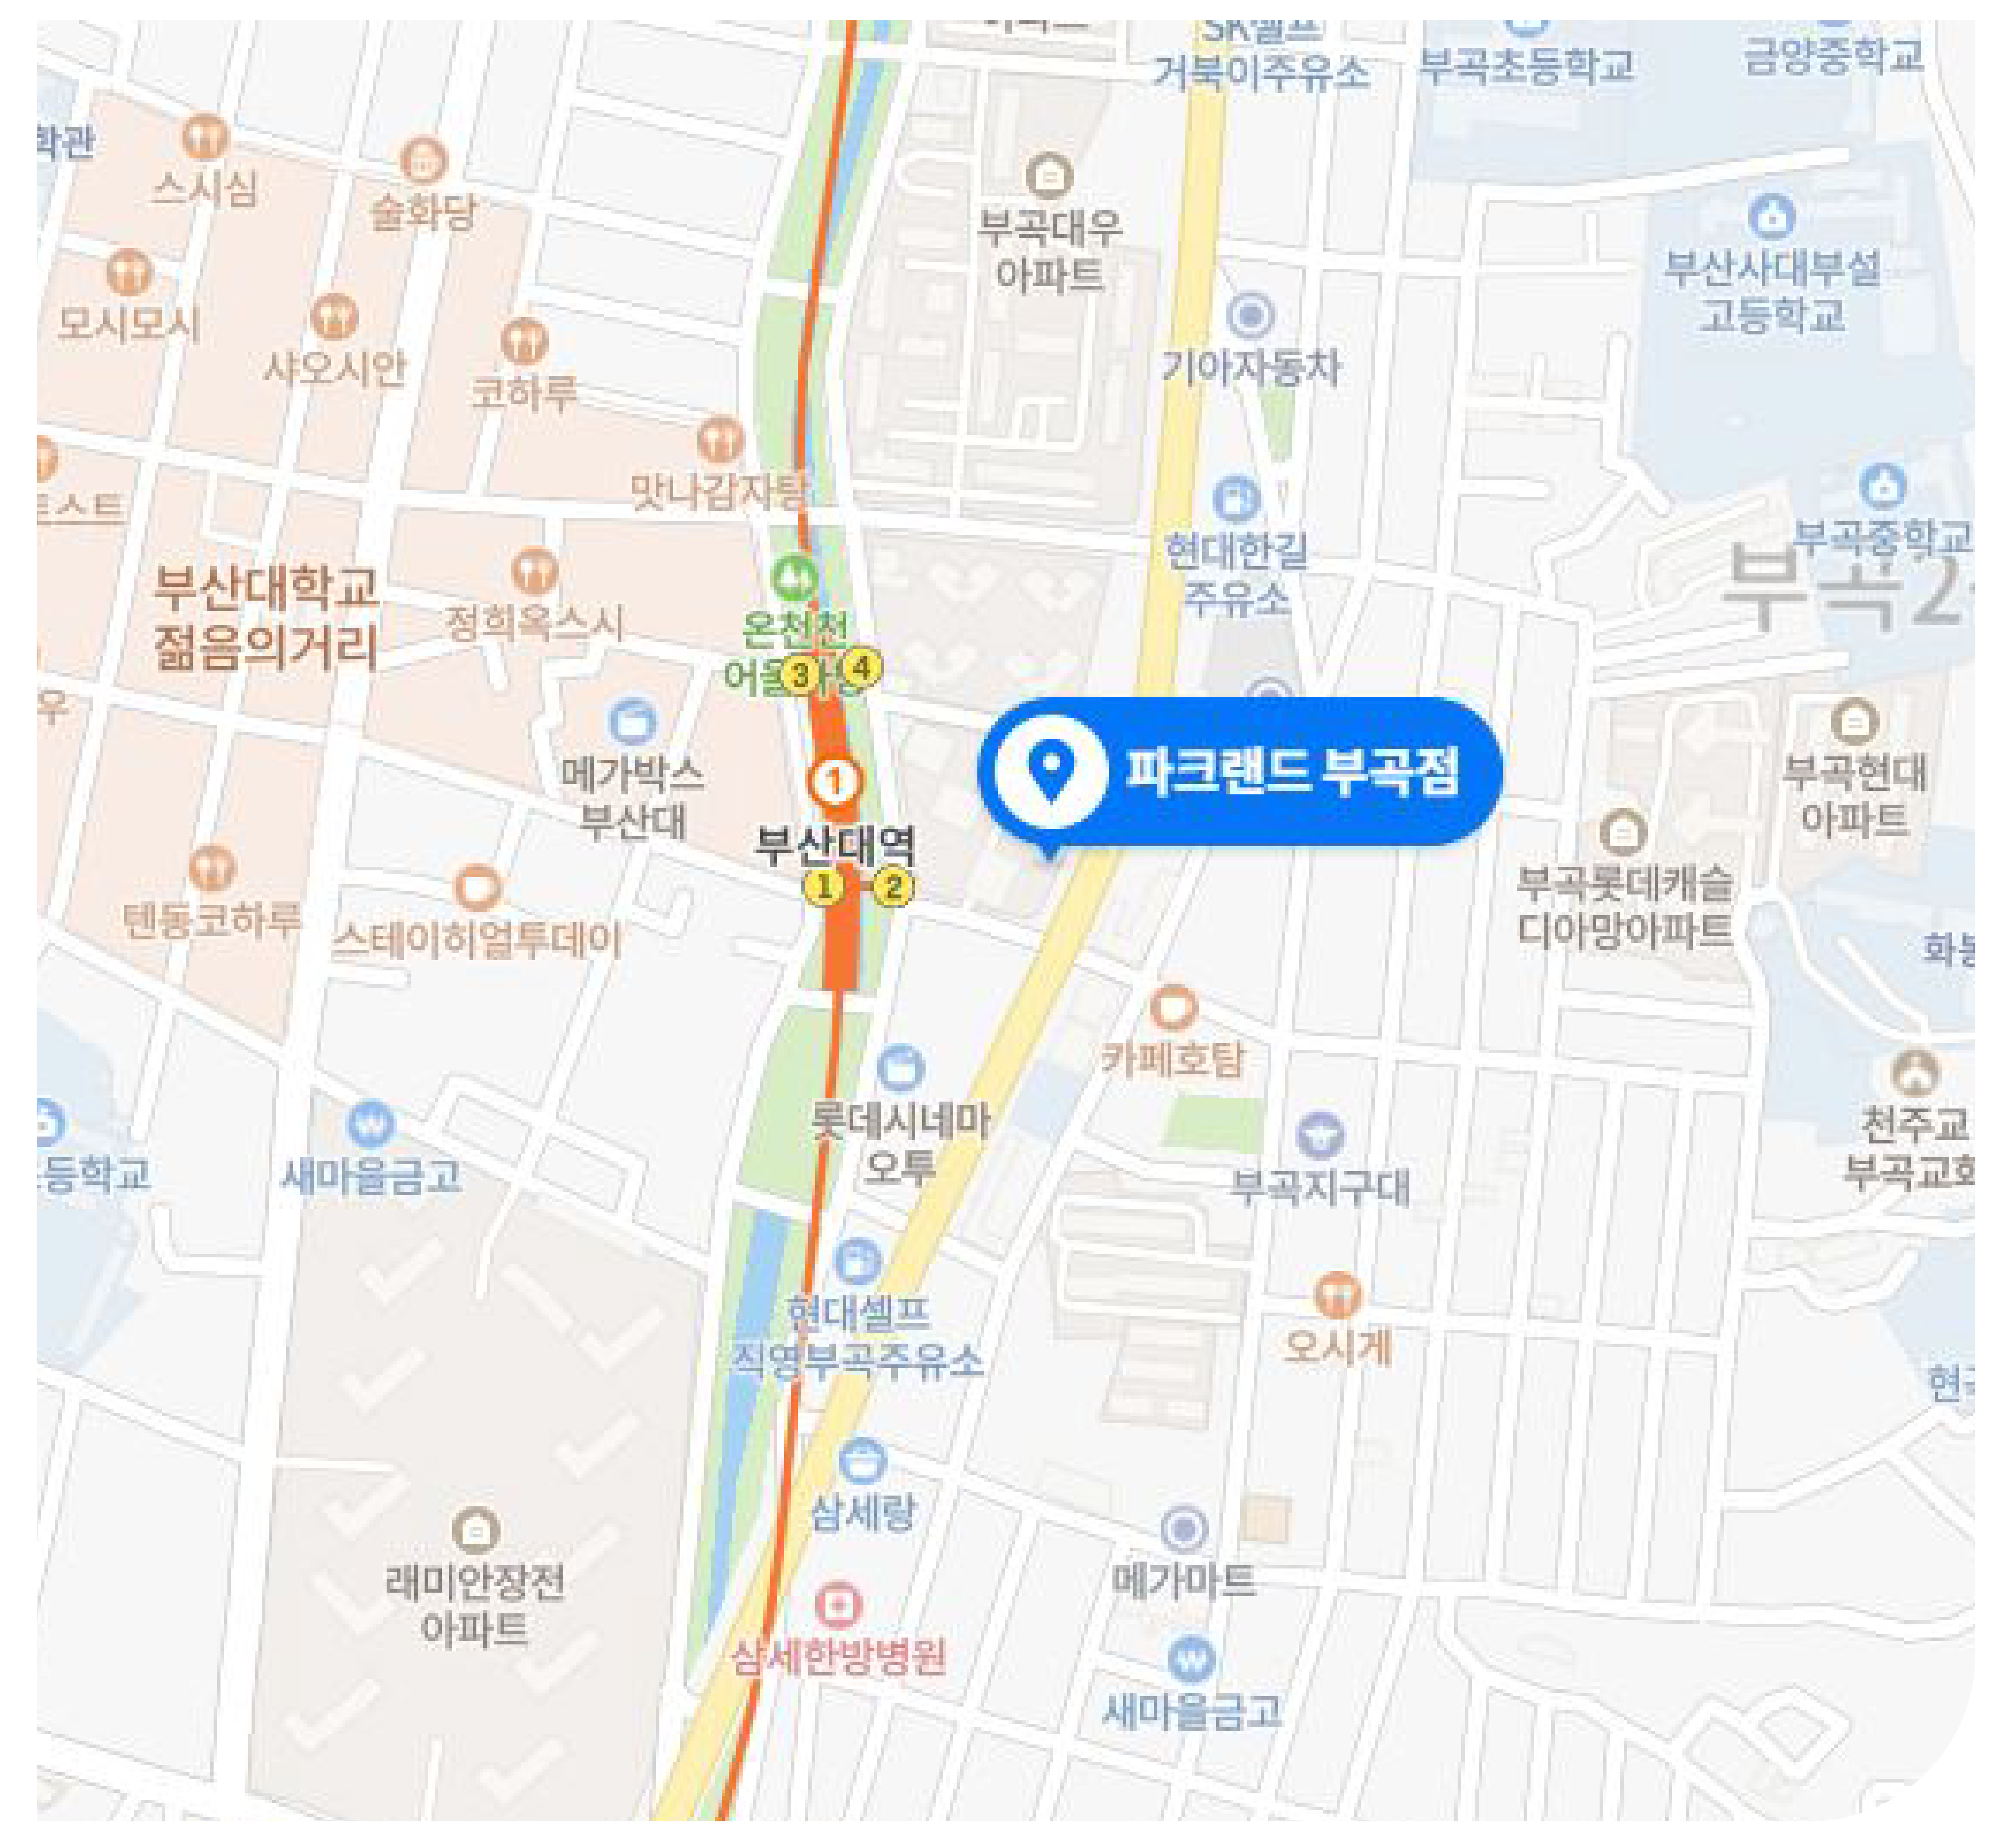 SK셀프
거북이주유소
부곡초등학교
금양중학교
학관
스시심
술화당
부곡대우
아파트
부산사대부설
고등학교
모시모시
샤오시안
코하루
기아자동차
맛나감자탕
토스트
현대한길
주유소
부곡중학교
부곡2
부산대학교
젊음의거리
정희옥스시
온천천
3
4
우
메가박스
부산대
1
파크랜드 부곡점
부곡현대
아파트
부산대역
1
2
부곡롯데캐슬
디아망아파트
텐동코하루
스테이히얼투데이
카페호탐
롯데시네마
오투
천주교
부곡교회
등학교
새마을금고
부곡지구대
현대셀프
직영부곡주유소
오시게
삼세랑
래미안장전
아파트
메가마트
삼세한방병원
새마을금고